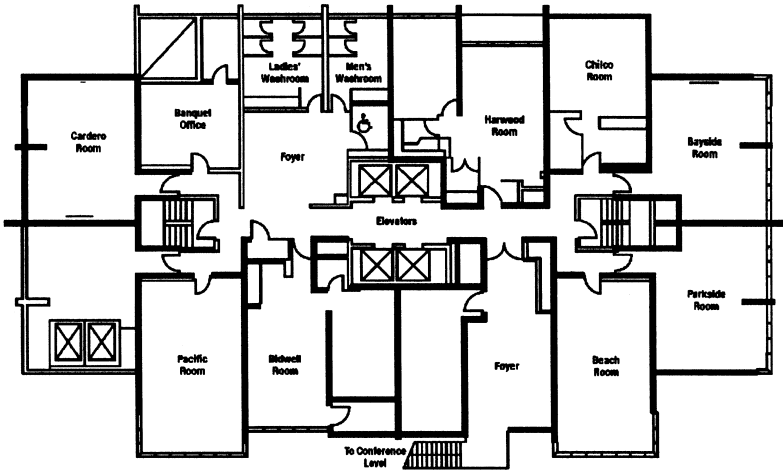 Ladies'
Washroom
Men's
Washroom
Chilco
Room
Banquet
Office
Cardero
Room
Harwood
Room
Bayside
Room
Foyer
Elevators
Parkside
Room
Pacific
Room
Bidwell
Room
Foyer
Beach
Room
To Conference
Level